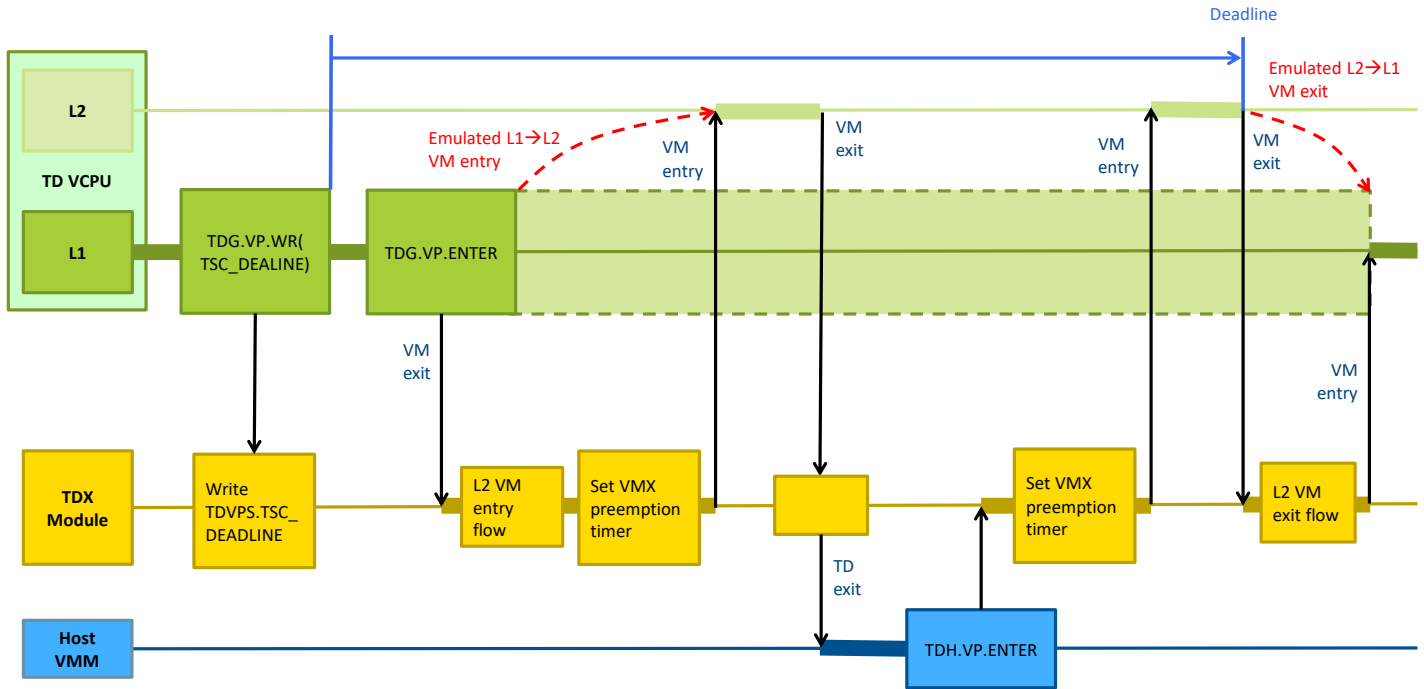 Deadline
L2
TD VCPU
L1
Emulated L1→L2
VM entry
VM
entry
VM
exit
VM
entry
VM
exit
Emulated L2→L1
VM exit
TDG.VP.WR(
TSC_DEALINE)
TDG.VP.ENTER
VM
exit
VM
entry
TDX
Module
Write
TDVPS.TSC_
DEADLINE
L2 VM
entry
flow
Set VMX
preemption
timer
Set VMX
preemption
timer
L2 VM
exit flow
TD
exit
Host
VMM
TDH.VP.ENTER